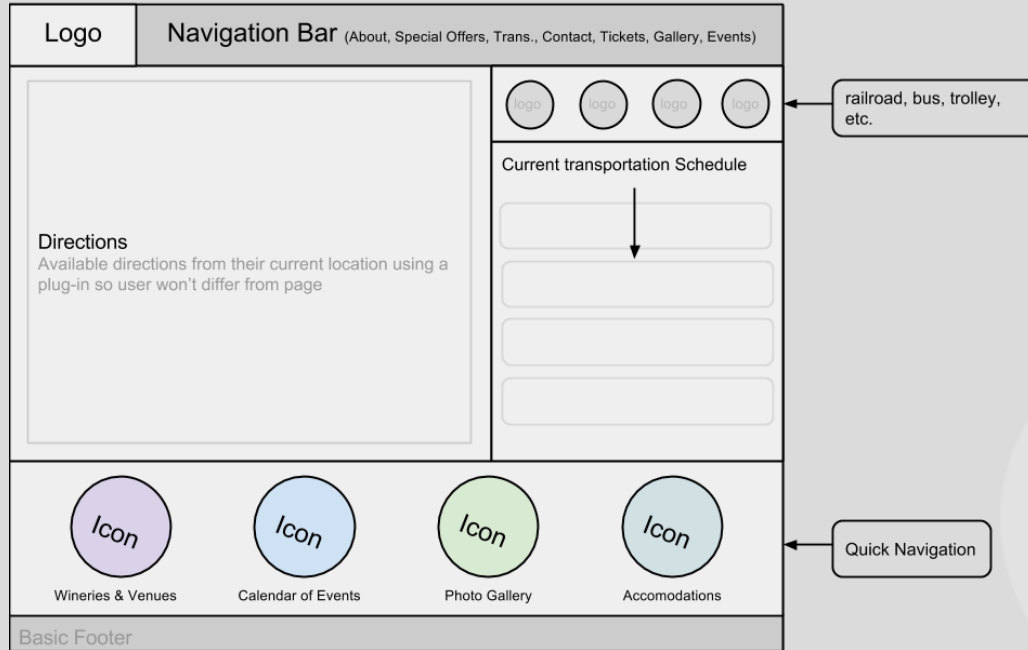 Logo
Navigation Bar (About, Special Offers, Trans., Contact, Tickets, Gallery, Events)
logo
logo
logo
logo
railroad, bus, trolley,
etc.
Current transportation Schedule
Directions
Available directions from their current location using a
plug-in so user won't differ from page
Icon
Icon
Icon
Icon
Wineries & Venues
Calendar of Events
Photo Gallery
Accomodations
Quick Navigation
Basic Footer